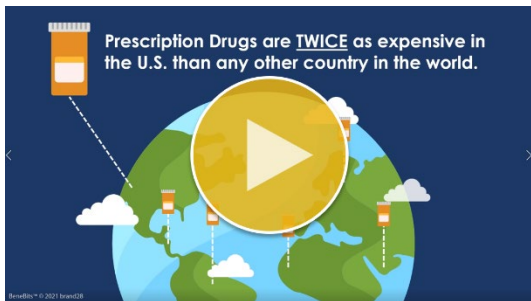 Prescription Drugs are TWICE as expensive in
the U.S. than any other country in the world.
BeneBits™ © 2021 brand28